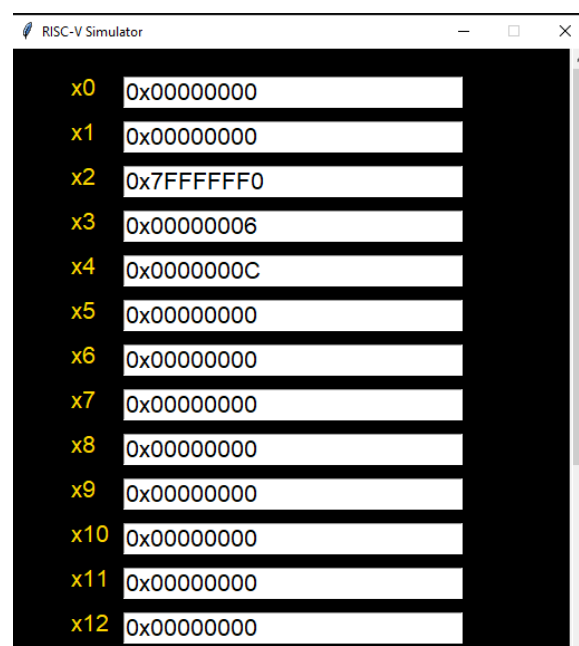 RISC-V Simulator
x0 0x00000000
x1 0x00000000
x2 0x7FFFFFF0
x3 0x00000006
x4 0x0000000C
x5 0x00000000
x6 0x00000000
x7 0x00000000
x8 0x00000000
x9 0x00000000
x10 0x00000000
x11 0x00000000
x12 0x00000000